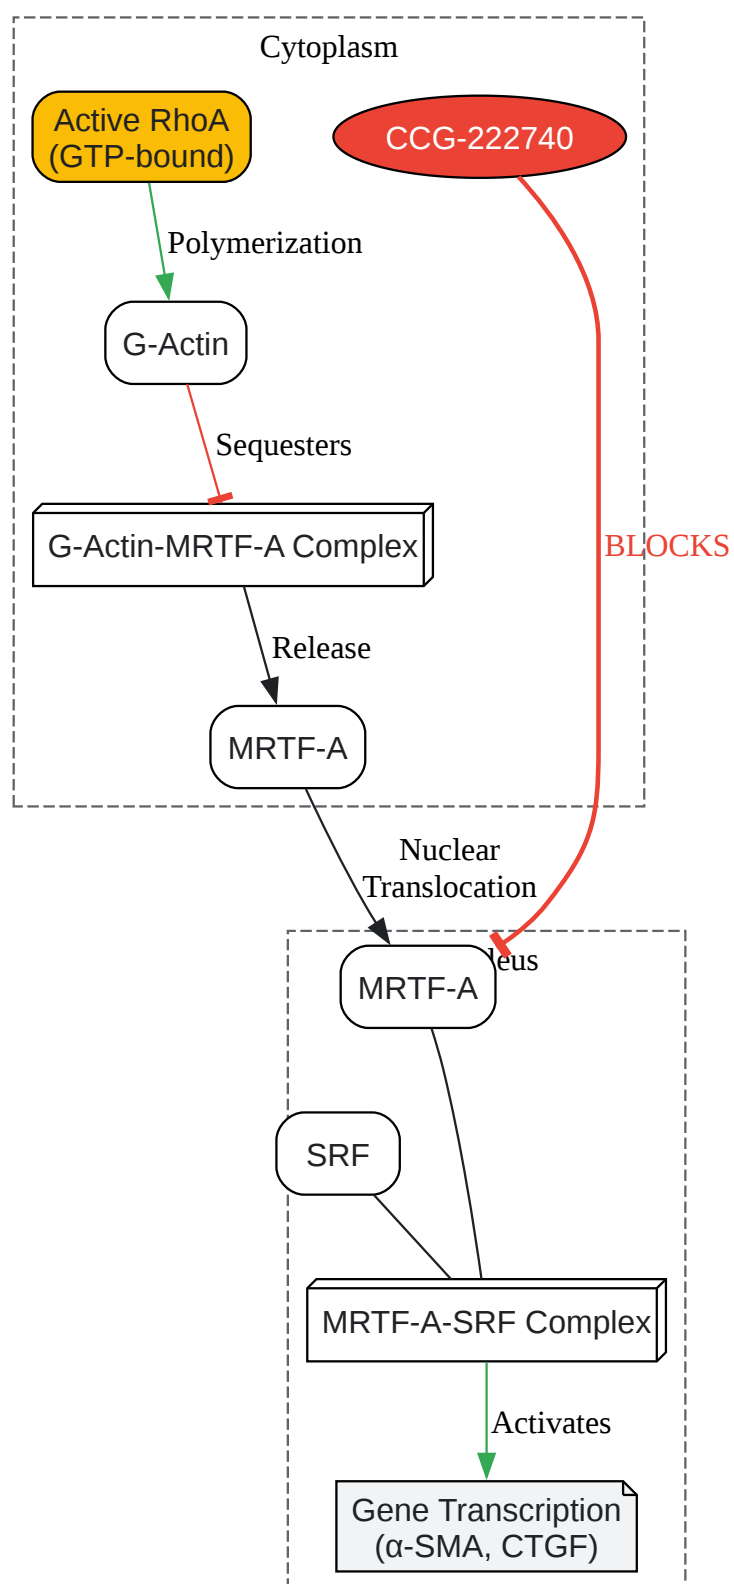 Cytoplasm
Active RhoA
(GTP-bound)
CCG-222740
Polymerization
G-Actin
Sequesters
G-Actin-MRTF-A Complex
BLOCKS
Release
MRTF-A
Nuclear
Translocation
MRTF-A
SRF
MRTF-A-SRF Complex
Activates
Gene Transcription
(α-SMA, CTGF)